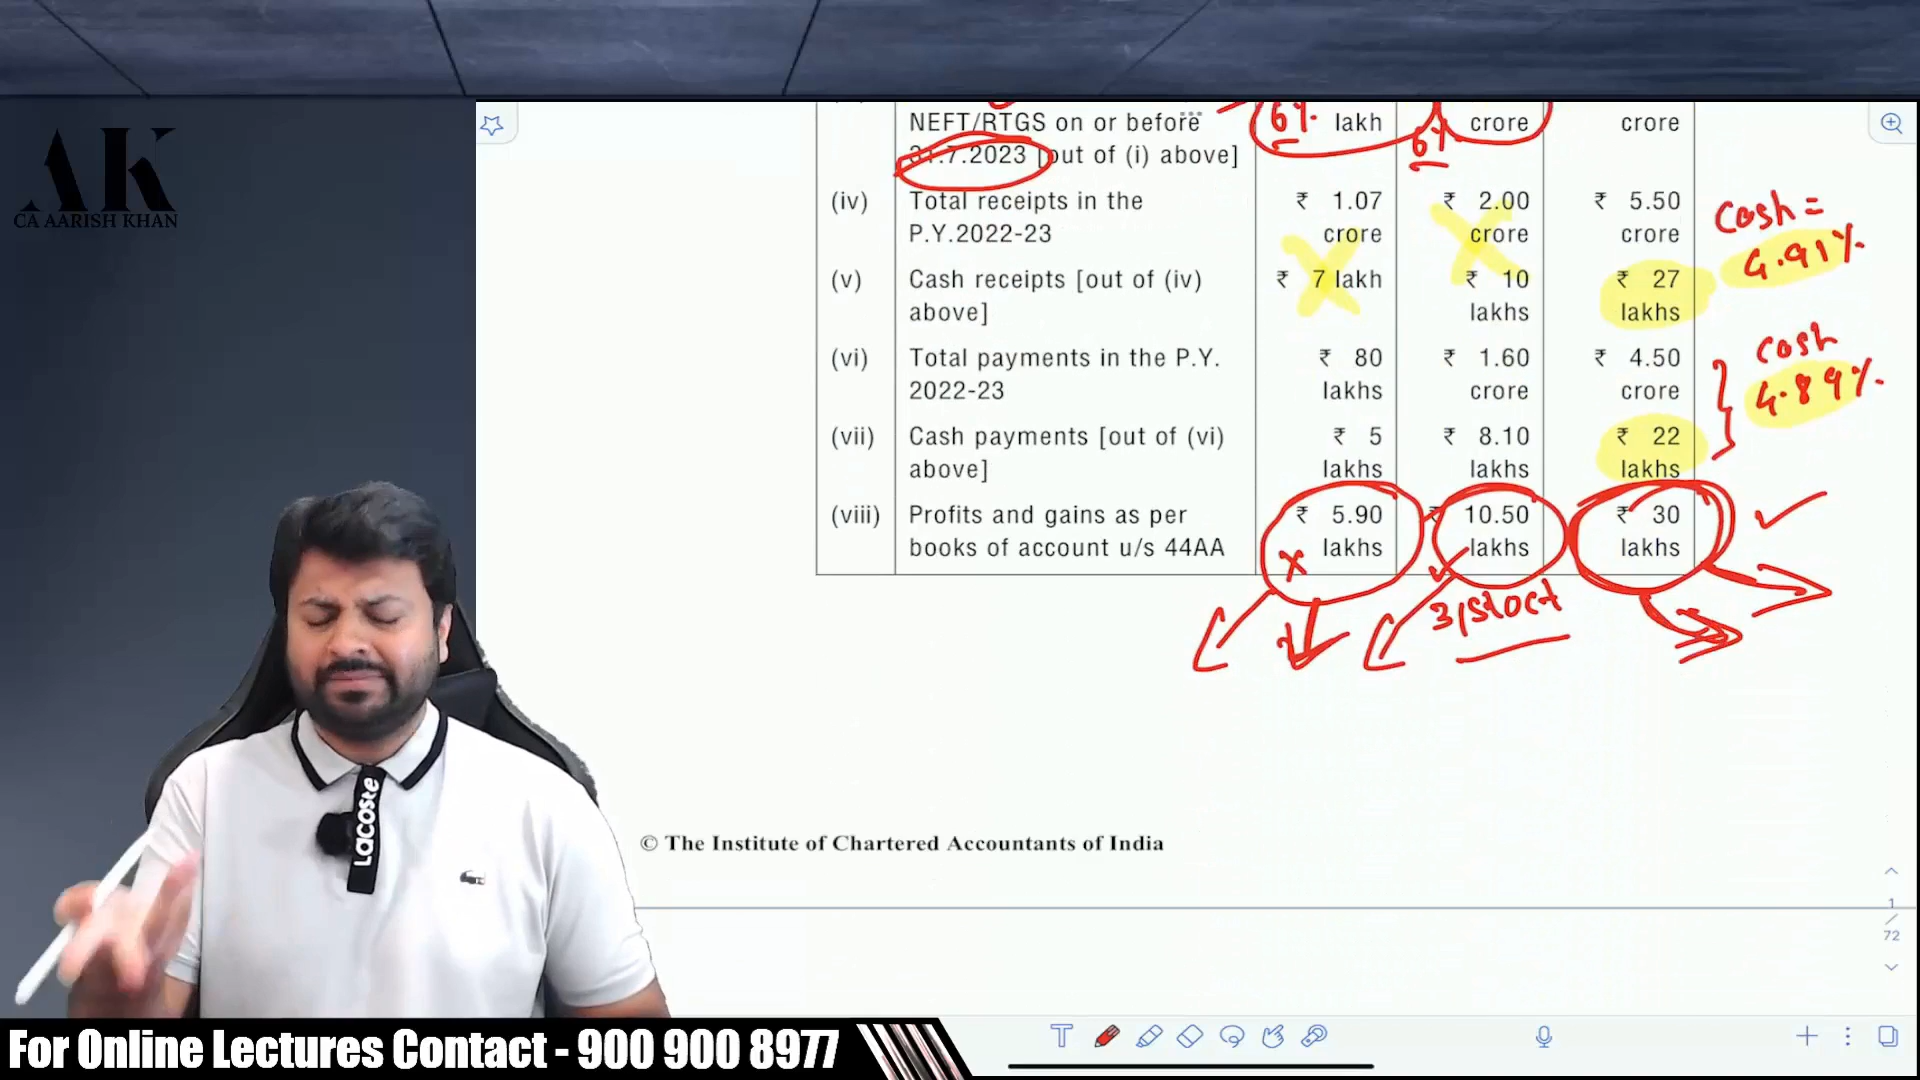 AK
CA AARISH KHAN
NEFT/RTGS on or before 6%. lakh 6% crore crore
31.7.2023 [out of (i) above]
(iv) Total receipts in the ₹ 1.07 ₹ 2.00 ₹ 5.50
P.Y.2022-23 crore crore crore
Cash =
4.91%
(v) Cash receipts [out of (iv) ₹ 7 lakh ₹ 10 ₹ 27
above] lakhs lakhs
(vi) Total payments in the P.Y. ₹ 80 ₹ 1.60 ₹ 4.50
2022-23 lakhs crore crore
Cash
4.89%
(vii) Cash payments [out of (vi) ₹ 5 ₹ 8.10 ₹ 22
above] lakhs lakhs lakhs
(viii) Profits and gains as per ₹ 5.90 ₹ 10.50 ₹ 30
books of account u/s 44AA lakhs lakhs lakhs
31st oct
© The Institute of Chartered Accountants of India
1
/
72
Lacoste
For Online Lectures Contact - 900 900 8977